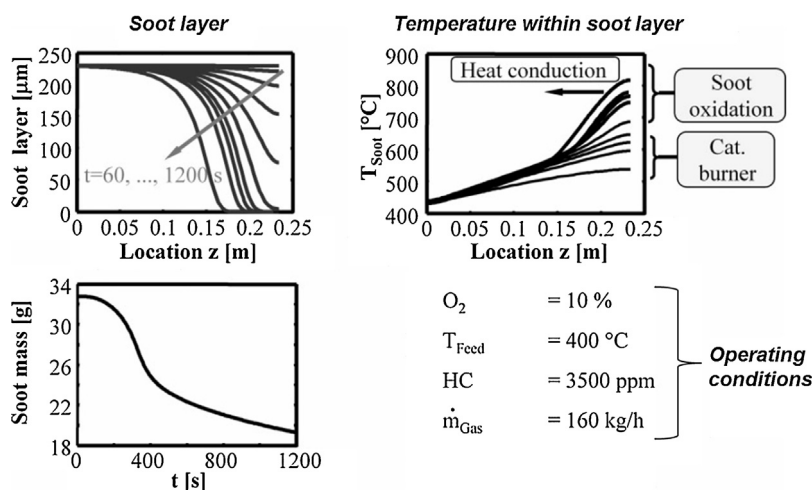 Soot layer
Temperature within soot layer
Soot layer [µm]
250
200
150
100
50
0
t=60, ..., 1200 s
0 0.05 0.1 0.15 0.2 0.25
Location z [m]
T_Soot [°C]
900
800
700
600
500
400
Heat conduction
0 0.05 0.1 0.15 0.2 0.25
Location z [m]
Soot
oxidation
Cat.
burner
Soot mass [g]
34
30
26
22
18
0 400 800 1200
t [s]
O₂ = 10 %
T_Feed = 400 °C
HC = 3500 ppm
ṁ_Gas = 160 kg/h
Operating
conditions